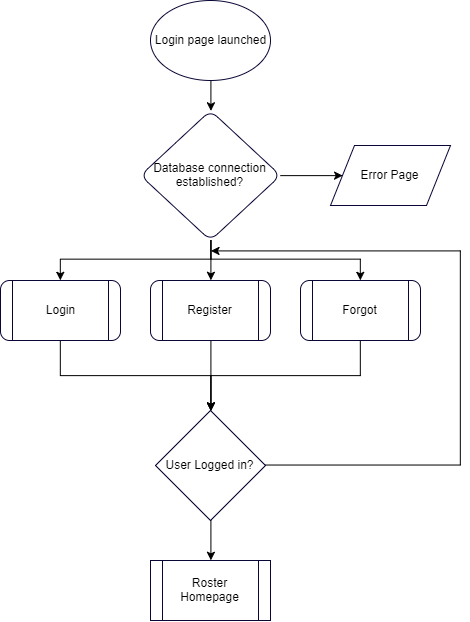 Login page launched
Database connection
established?
Error Page
Login
Register
Forgot
User Logged in?
Roster
Homepage